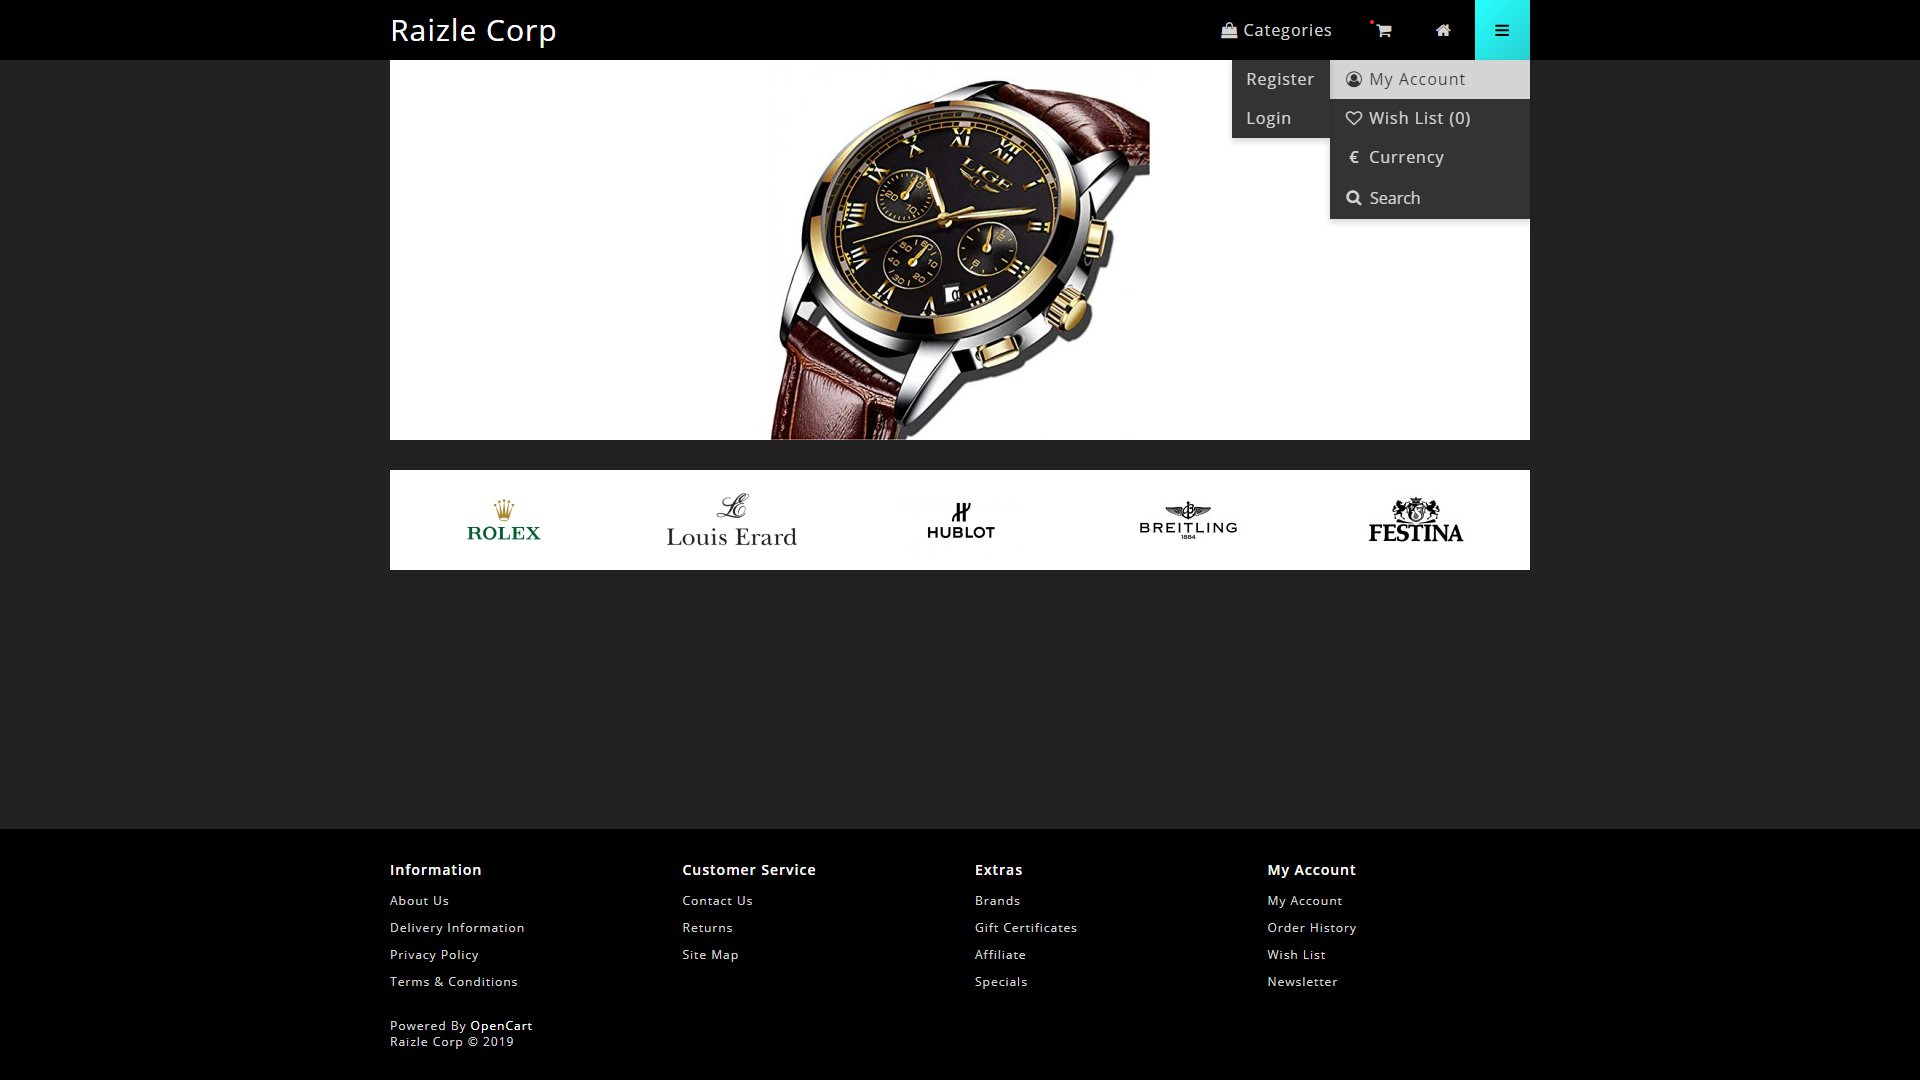 Raizle Corp
Categories
Register
Login
My Account
Wish List (0)
€ Currency
Search
LIGE
ROLEX
LE
Louis Erard
HUBLOT
BREITLING
1884
FESTINA
Information
About Us
Delivery Information
Privacy Policy
Terms & Conditions
Customer Service
Contact Us
Returns
Site Map
Extras
Brands
Gift Certificates
Affiliate
Specials
My Account
My Account
Order History
Wish List
Newsletter
Powered By OpenCart
Raizle Corp © 2019